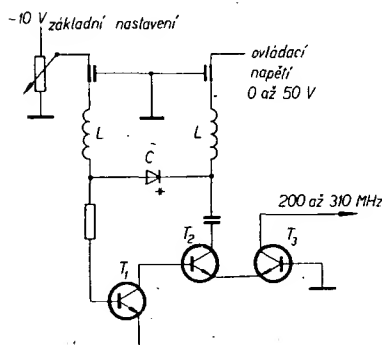 -10 V
základní nastavení
ovládací
napětí
0 až 50 V
L
L
C
+
200 až 310 MHz
T1
T2
T3